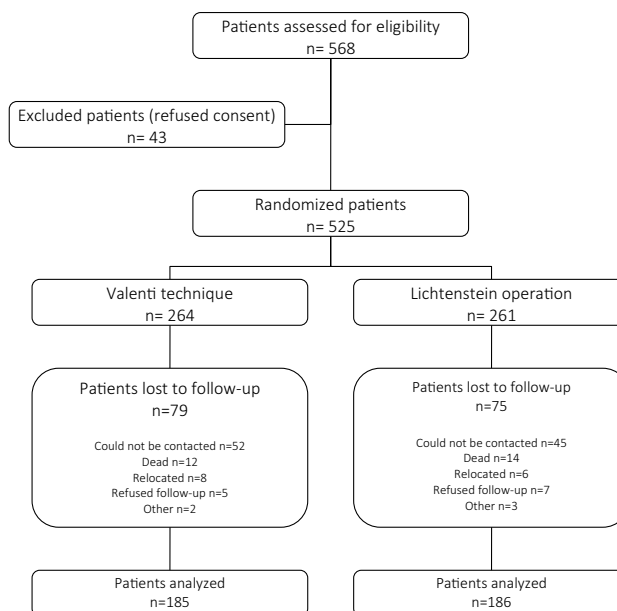 Patients assessed for eligibility
n= 568
Excluded patients (refused consent)
n= 43
Randomized patients
n= 525
Valenti technique
n= 264
Lichtenstein operation
n= 261
Patients lost to follow-up
n=79
Could not be contacted n=52
Dead n=12
Relocated n=8
Refused follow-up n=5
Other n=2
Patients lost to follow-up
n=75
Could not be contacted n=45
Dead n=14
Relocated n=6
Refused follow-up n=7
Other n=3
Patients analyzed
n=185
Patients analyzed
n=186